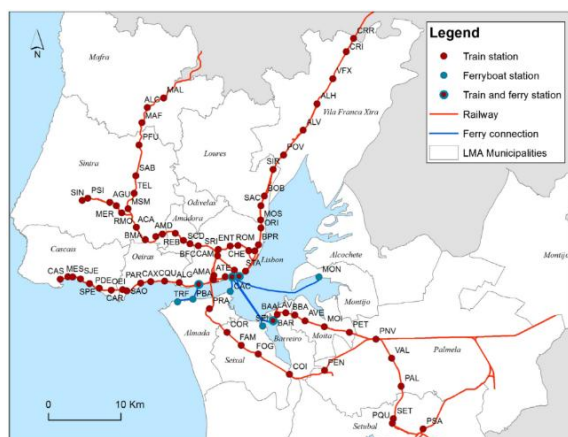 Legend
Train station
Ferryboat station
Train and ferry station
Railway
Ferry connection
LMA Municipalities
N
Mafra
CRR
CRI
VFX
MAL
ALC
ALH
MAF
Vila Franca Xira
PFU
ALV
Loures
POV
Sintra
SIR
SAB
TEL
BOB
SIN
PSI
AGU
MSM
SAC
MER
Odivelas
RMO
MOS
ACA
Amadora
ORI
AMD
BMA
SCD
ENT
ROM
BPR
REB
SRI
Cascais
Oeiras
BFC
CAM
CHE
Alcochete
STA
Lisbon
CAS
MES
SJE
PAR
CAX
CQU
ALG
AMA
ATE
MON
PDE
OEI
CAC
SPE
SAO
TRF
PBA
CAR
PRA
BAA
LAV
BBA
Montijo
SEI
AVE
Almada
BAR
MOI
COR
Barreiro
Moita
PET
PNV
FAM
Seixal
FOG
VAL
Palmela
COI
PEN
PAL
PQU
SET
PSA
Setubal
0
10 Km